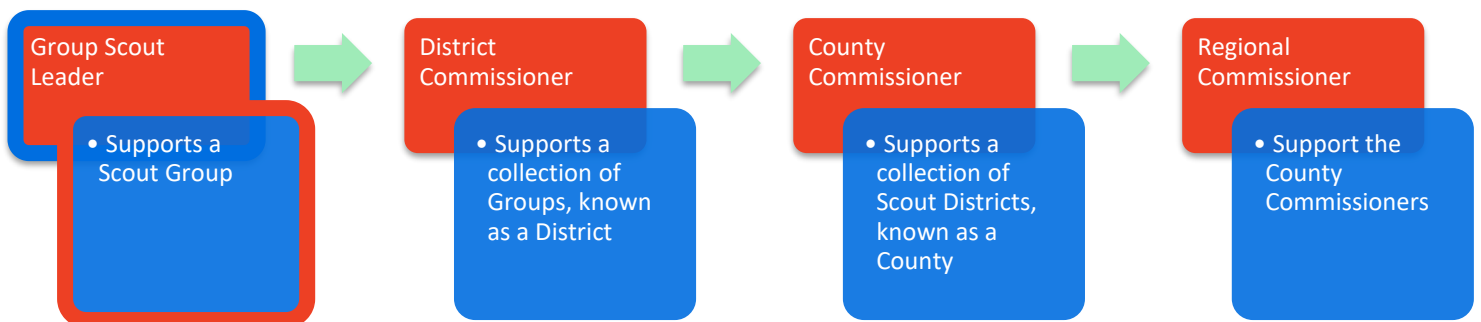 Group Scout
Leader
• Supports a
Scout Group
District
Commissioner
• Supports a
collection of
Groups, known
as a District
County
Commissioner
• Supports a
collection of
Scout Districts,
known as a
County
Regional
Commissioner
• Support the
County
Commissioners